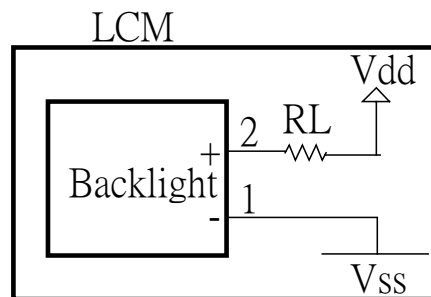 LCM
Vdd
2 RL
+
Backlight
- 1
Vss